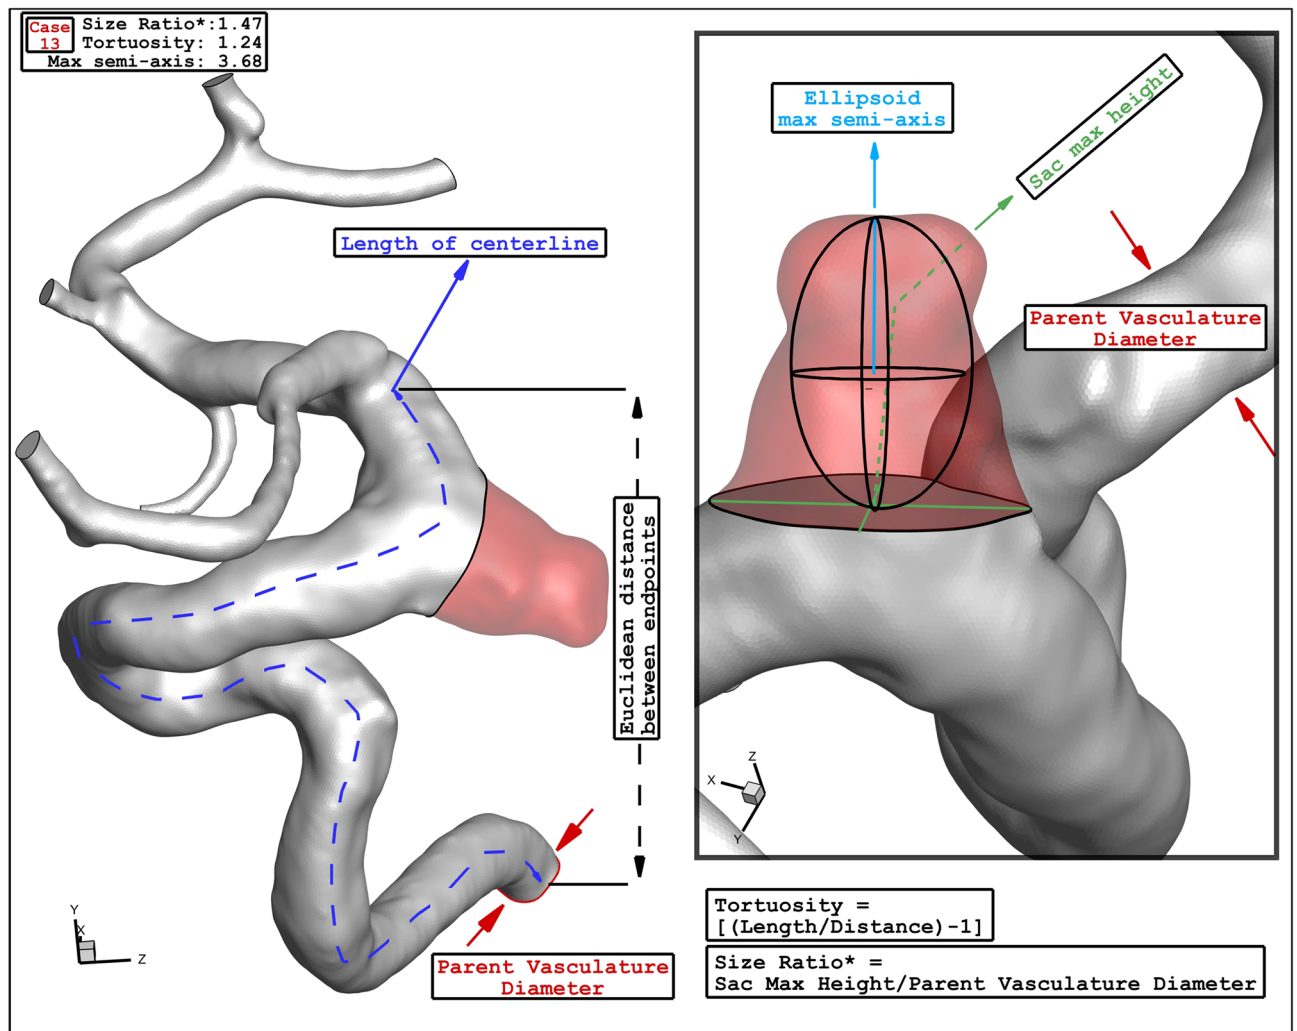 Case
13
Size Ratio*:1.47
Tortuosity: 1.24
Max semi-axis: 3.68
Length of centerline
Euclidean distance
between endpoints
Parent Vasculature
Diameter
Y
X
Z
Ellipsoid
max semi-axis
Sac max height
Parent Vasculature
Diameter
Z
X
Y
Tortuosity =
[(Length/Distance)-1]
Size Ratio* =
Sac Max Height/Parent Vasculature Diameter